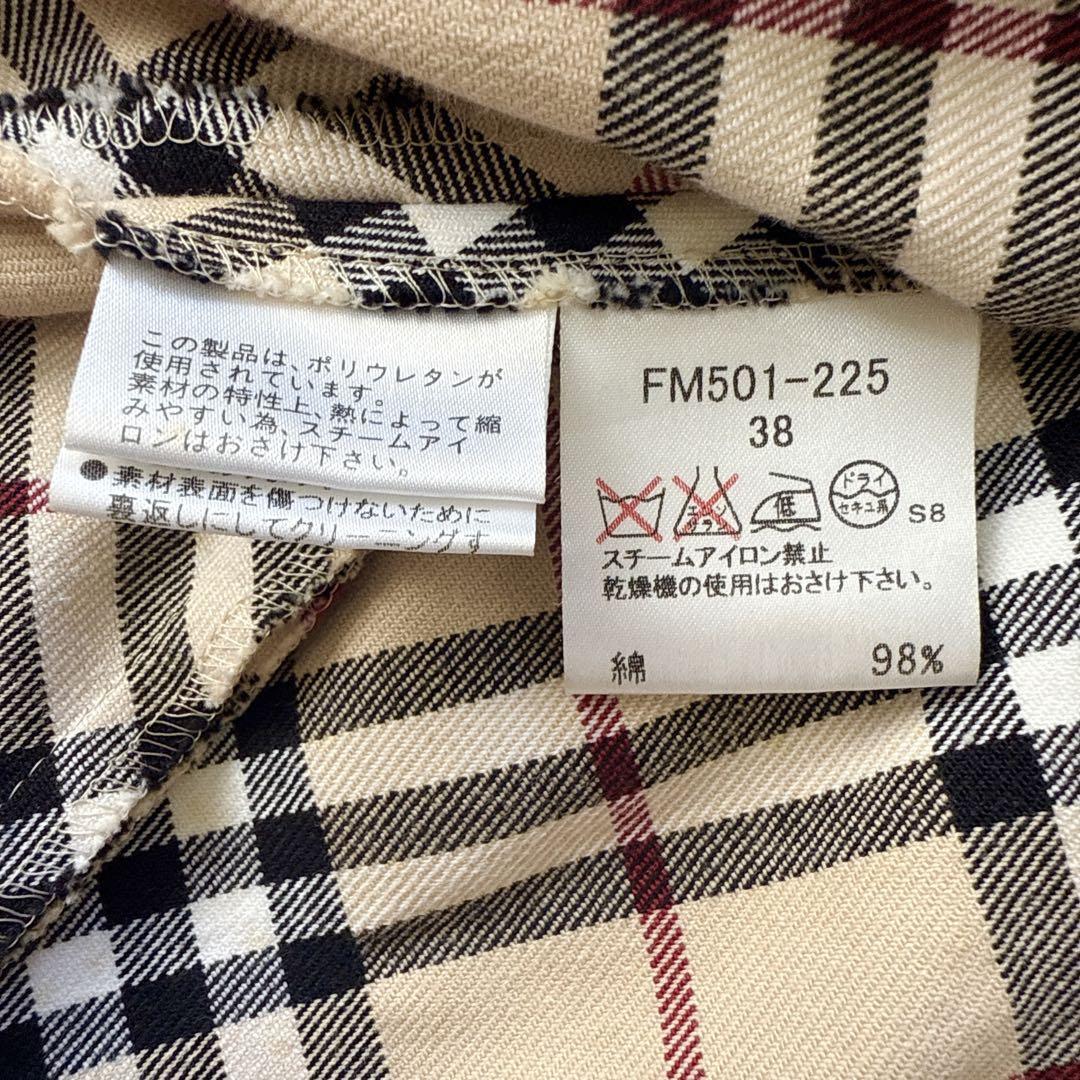 この製品は、ポリウレタンが
使用されています。
素材の特性上、熱によって縮
みやすい為、スチームアイ
ロンはおさけ下さい。
●素材表面を傷つけないために
裏返しにしてクリーニングす
FM501-225
38
エンソ
サラシ
低
ドライ
セキユ系
S8
スチームアイロン禁止
乾燥機の使用はおさけ下さい。
綿 98%